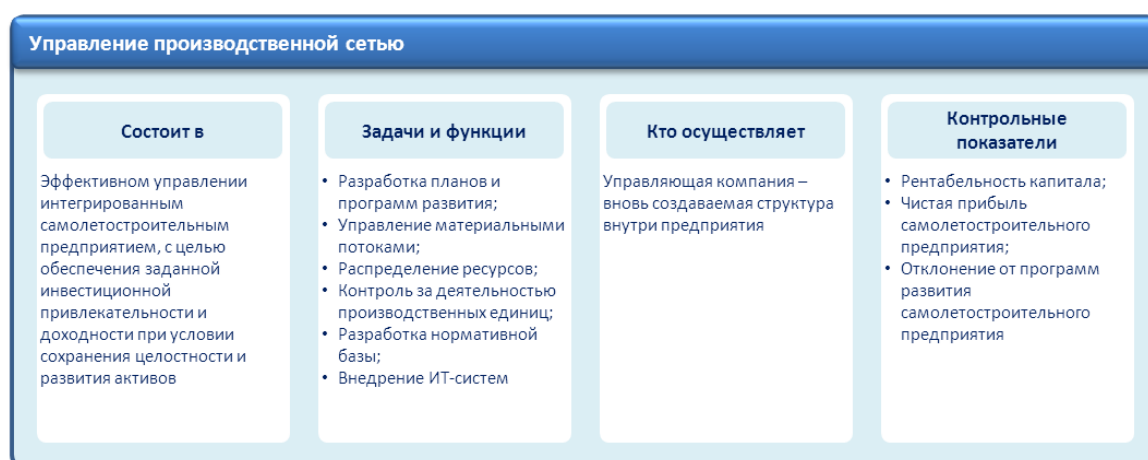 Управление производственной сетью
Состоит в
Эффективном управлении
интегрированным
самолетостроительным
предприятием, с целью
обеспечения заданной
инвестиционной
привлекательности и
доходности при условии
сохранения целостности и
развития активов
Задачи и функции
• Разработка планов и
программ развития;
• Управление материальными
потоками;
• Распределение ресурсов;
• Контроль за деятельностью
производственных единиц;
• Разработка нормативной
базы;
• Внедрение ИТ-систем
Кто осуществляет
Управляющая компания –
вновь создаваемая структура
внутри предприятия
Контрольные
показатели
• Рентабельность капитала;
• Чистая прибыль
самолетостроительного
предприятия;
• Отклонение от программ
развития
самолетостроительного
предприятия